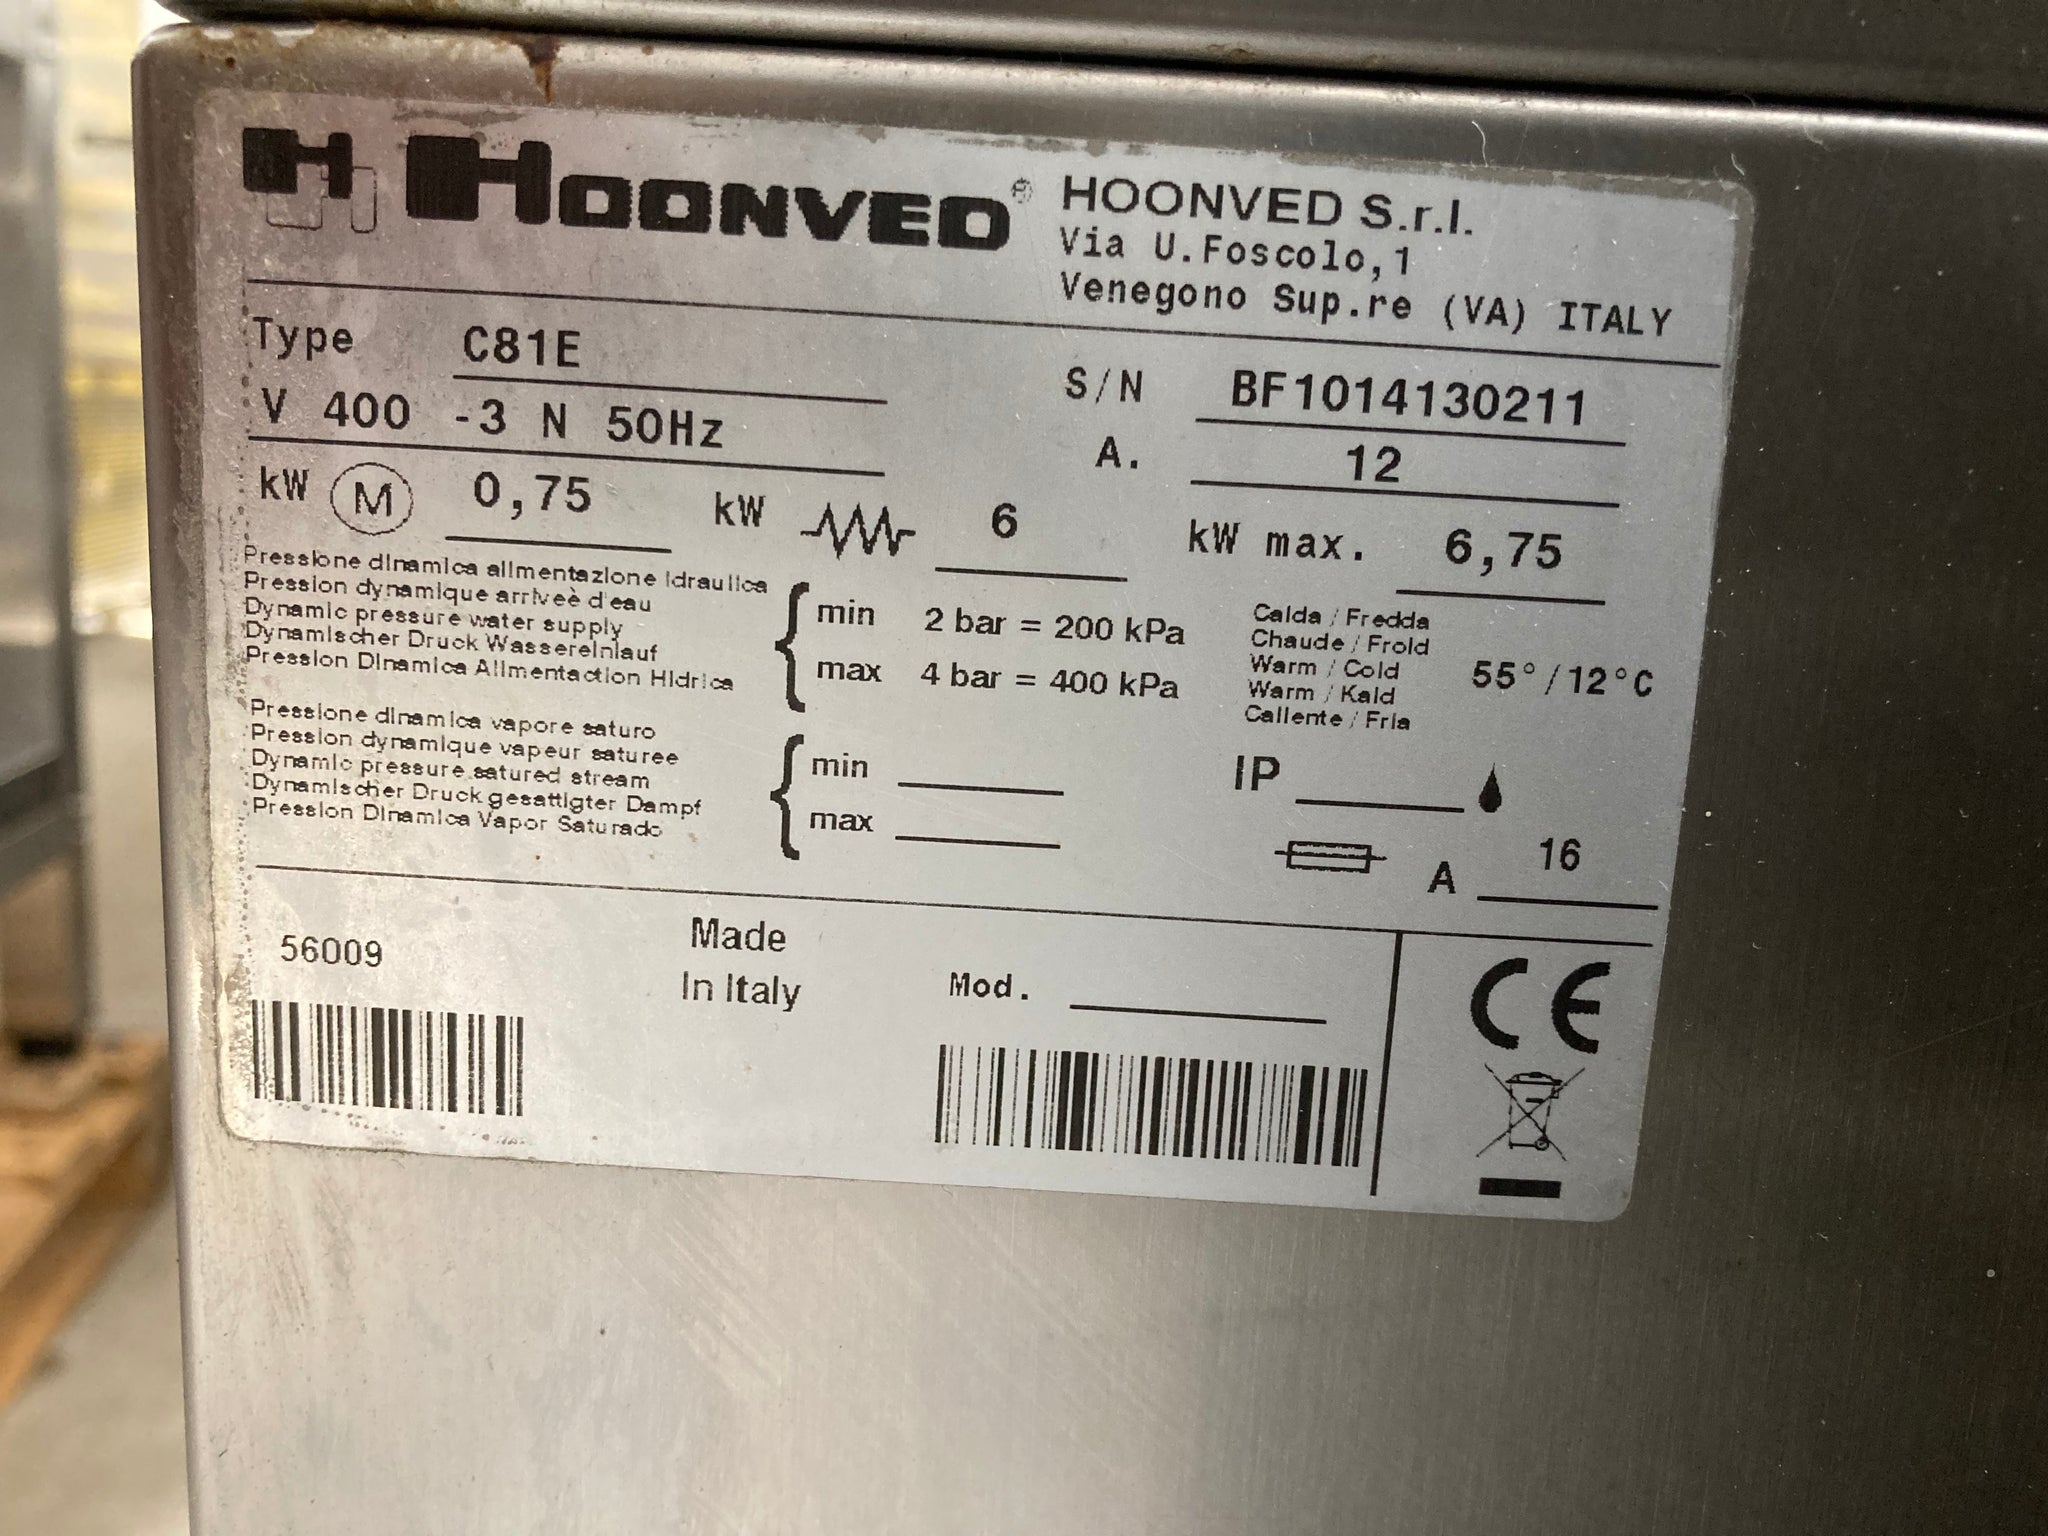 HOONVED®
HOONVED S.r.l.
Via U.Foscolo,1
Venegono Sup.re (VA) ITALY
Type C81E
S/N BF1014130211
V 400 -3 N 50Hz
A. 12
kW M 0,75 kW 6 kW max. 6,75
Pressione dinamica alimentazione idraulica
Pression dynamique arriveè d'eau
Dynamic pressure water supply
Dynamischer Druck Wassereinlauf
Pression Dinamica Alimentaction Hidrica
min 2 bar = 200 kPa
max 4 bar = 400 kPa
Calda / Fredda
Chaude / Froid
Warm / Cold
Warm / Kald
Caliente / Fria
55°/12°C
Pressione dinamica vapore saturo
Pression dynamique vapeur saturee
Dynamic pressure satured stream
Dynamischer Druck gesattigter Dampf
Pression Dinamica Vapor Saturado
min
max
IP
A 16
56009
Made
In Italy
Mod.
CE